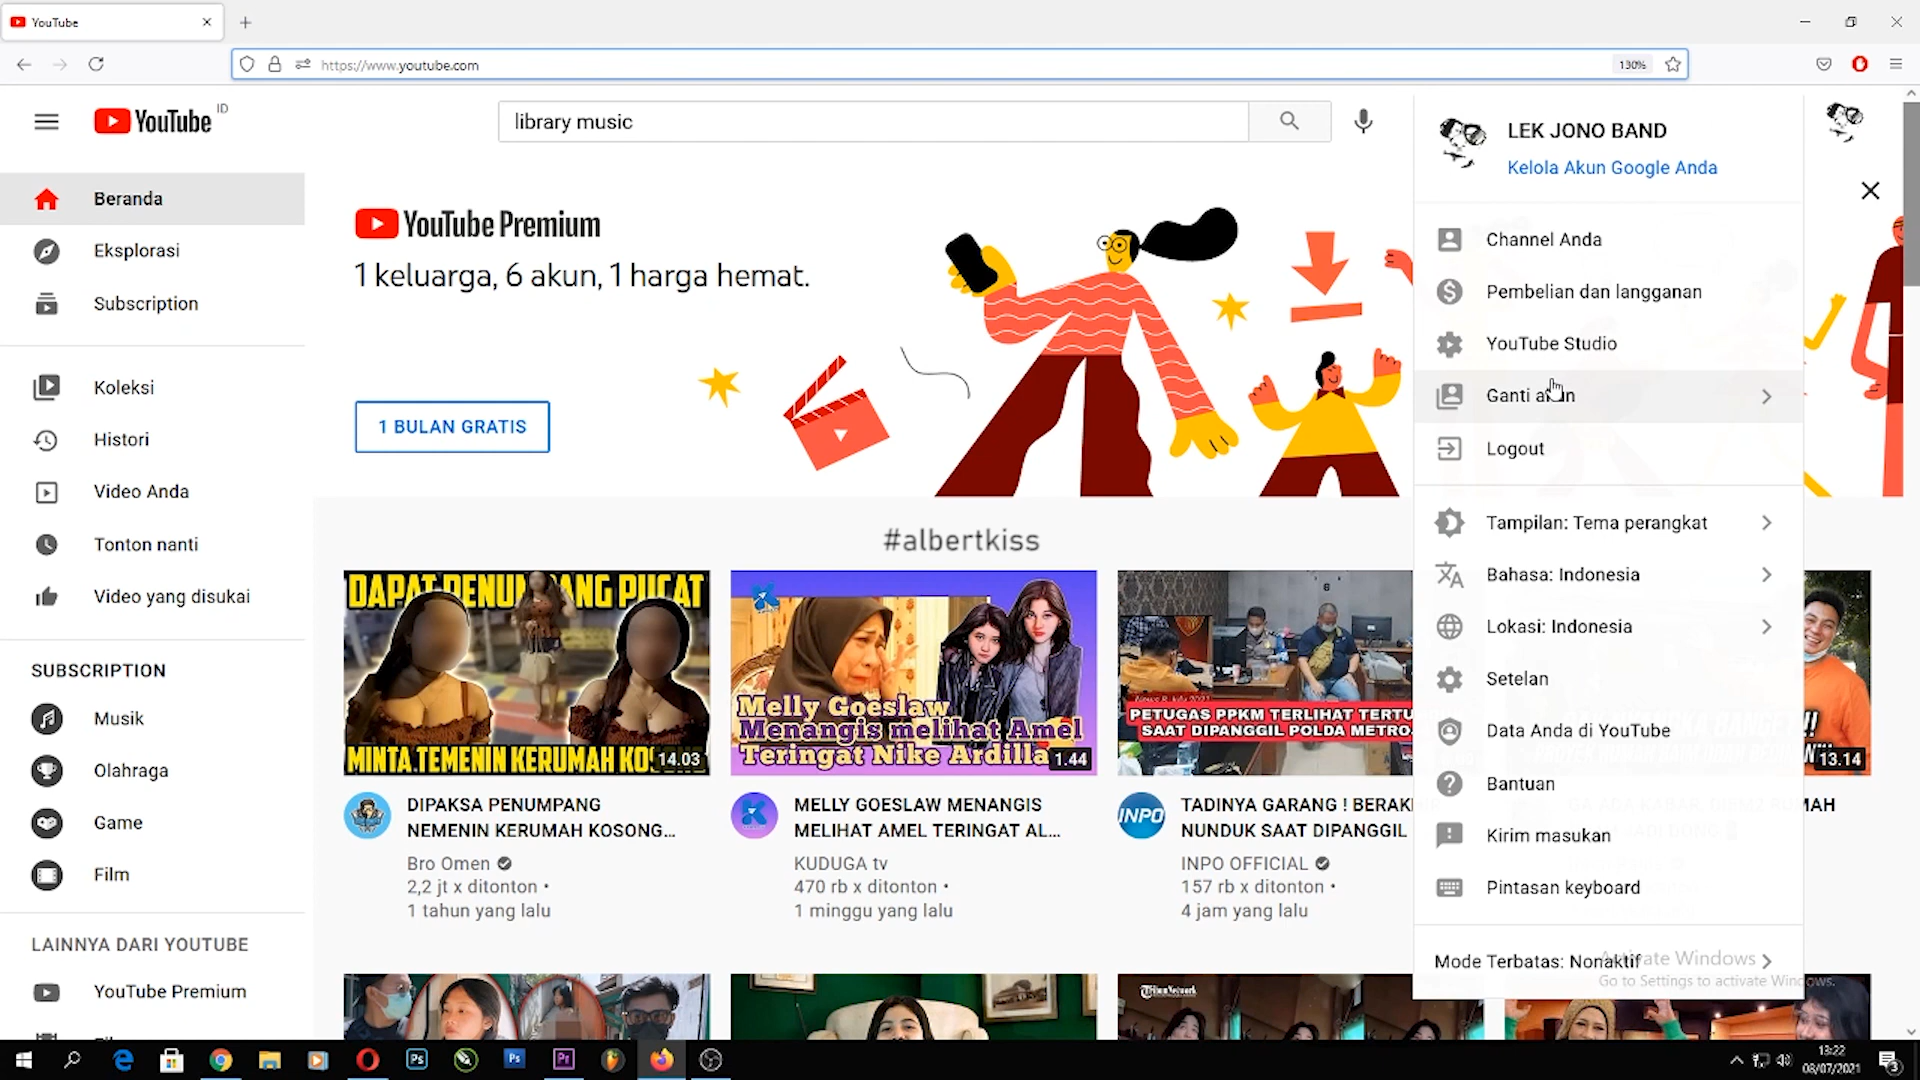 YouTube
https://www.youtube.com
130%
YouTube ID
library music
LEK JONO BAND
Kelola Akun Google Anda
Beranda
Eksplorasi
Subscription
Koleksi
Histori
Video Anda
Tonton nanti
Video yang disukai
SUBSCRIPTION
Musik
Olahraga
Game
Film
LAINNYA DARI YOUTUBE
YouTube Premium
YouTube Premium
1 keluarga, 6 akun, 1 harga hemat.
1 BULAN GRATIS
#albertkiss
MINTA TEMENIN KERUMAH
14.03
DIPAKSA PENUMPANG
NEMENIN KERUMAH KOSONG...
Bro Omen
2,2 jt x ditonton •
1 tahun yang lalu
Melly Goeslaw
Menangis melihat Amel
Teringat Nike Ardilla
1.44
MELLY GOESLAW MENANGIS
MELIHAT AMEL TERINGAT AL...
KUDUGA tv
470 rb x ditonton •
1 minggu yang lalu
PETUGAS PPKM TERLIHAT TERTU
SAAT DIPANGGIL POLDA METRO
INPO
TADINYA GARANG ! BERAK
NUNDUK SAAT DIPANGGIL
INPO OFFICIAL
157 rb x ditonton •
4 jam yang lalu
13.14
RUMAH
Channel Anda
Pembelian dan langganan
YouTube Studio
Ganti akun
Logout
Tampilan: Tema perangkat
Bahasa: Indonesia
Lokasi: Indonesia
Setelan
Data Anda di YouTube
Bantuan
Kirim masukan
Pintasan keyboard
Mode Terbatas: Nonaktif
Activate Windows
Go to Settings to activate Windows.
13:22
08/07/2021
3